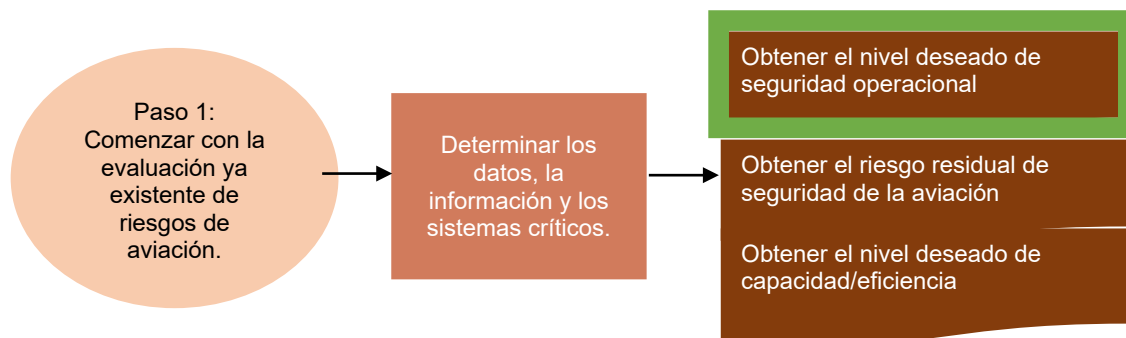 Paso 1:
Comenzar con la
evaluación ya
existente de
riesgos de
aviación.
Determinar los
datos, la
información y los
sistemas críticos.
Obtener el nivel deseado de
seguridad operacional
Obtener el riesgo residual de
seguridad de la aviación
Obtener el nivel deseado de
capacidad/eficiencia